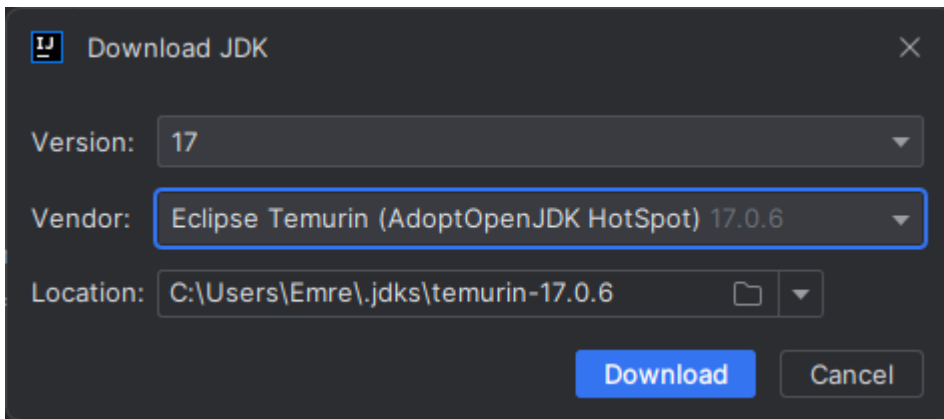 IJ Download JDK
Version: 17
Vendor: Eclipse Temurin (AdoptOpenJDK HotSpot) 17.0.6
Location: C:\Users\Emre\.jdks\temurin-17.0.6
Download Cancel